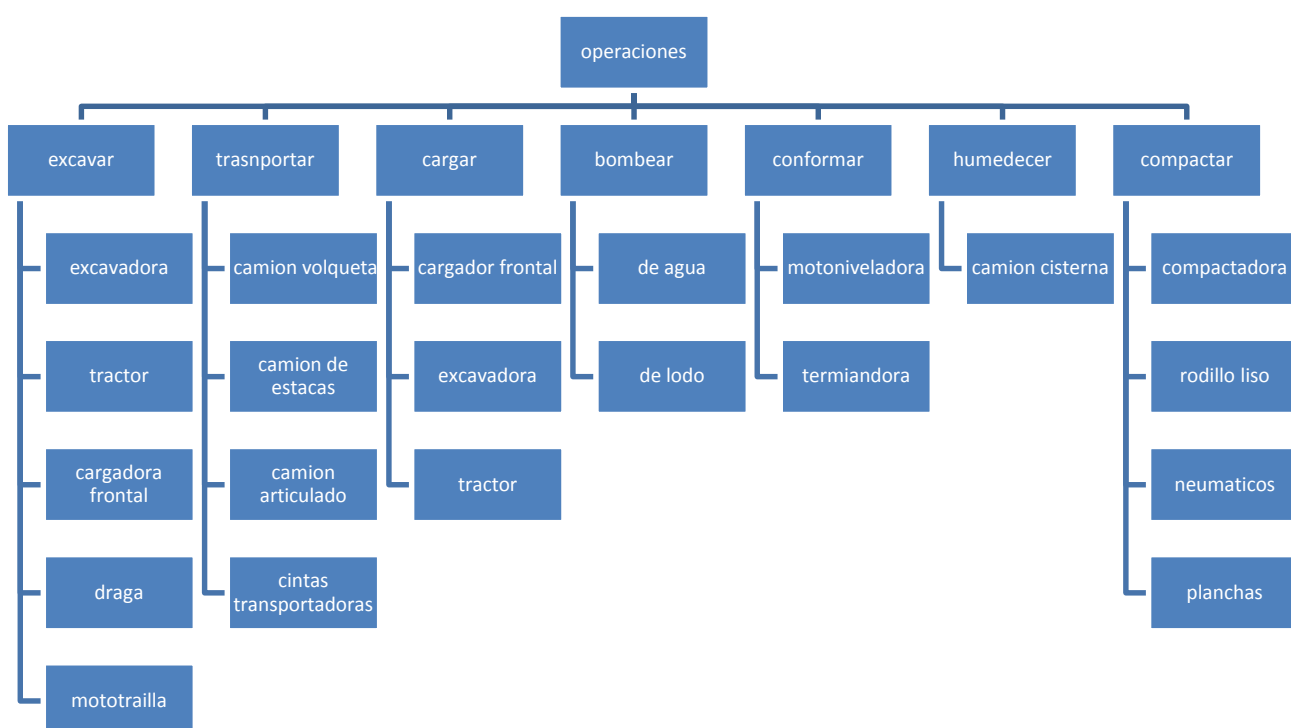 operaciones
excavar
trasnportar
cargar
bombear
conformar
humedecer
compactar
excavadora
camion volqueta
cargador frontal
de agua
motoniveladora
camion cisterna
compactadora
tractor
camion de
estacas
excavadora
de lodo
termiandora
rodillo liso
cargadora
frontal
camion
articulado
tractor
neumaticos
draga
cintas
transportadoras
planchas
mototrailla